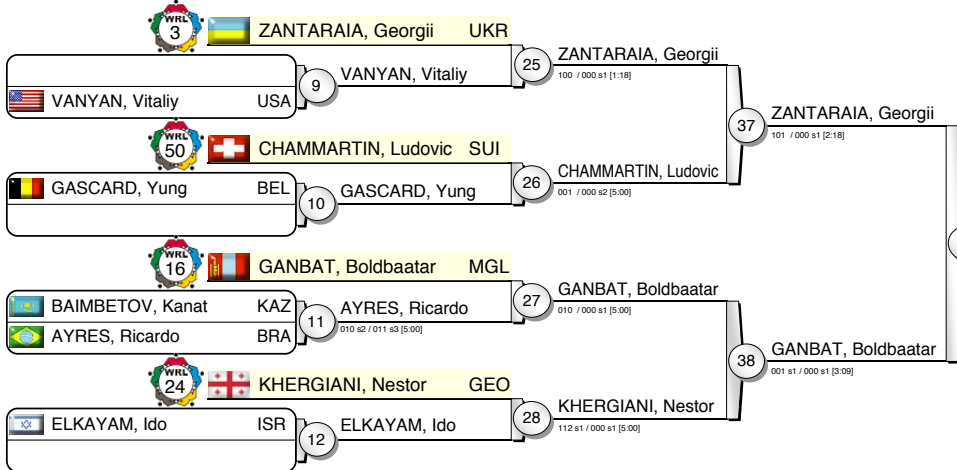 WRL
3
ZANTARAIA, Georgii UKR
VANYAN, Vitaliy USA
9
VANYAN, Vitaliy
25
ZANTARAIA, Georgii
100 / 000 s1 [1:18]
WRL
50
CHAMMARTIN, Ludovic SUI
GASCARD, Yung BEL
10
GASCARD, Yung
26
CHAMMARTIN, Ludovic
001 / 000 s2 [5:00]
37
ZANTARAIA, Georgii
101 / 000 s1 [2:18]
WRL
16
GANBAT, Boldbaatar MGL
BAIMBETOV, Kanat KAZ
AYRES, Ricardo BRA
11
AYRES, Ricardo
010 s2 / 011 s3 [5:00]
27
GANBAT, Boldbaatar
010 / 000 s1 [5:00]
WRL
24
KHERGIANI, Nestor GEO
ELKAYAM, Ido ISR
12
ELKAYAM, Ido
28
KHERGIANI, Nestor
112 s1 / 000 s1 [5:00]
38
GANBAT, Boldbaatar
001 s1 / 000 s1 [3:09]